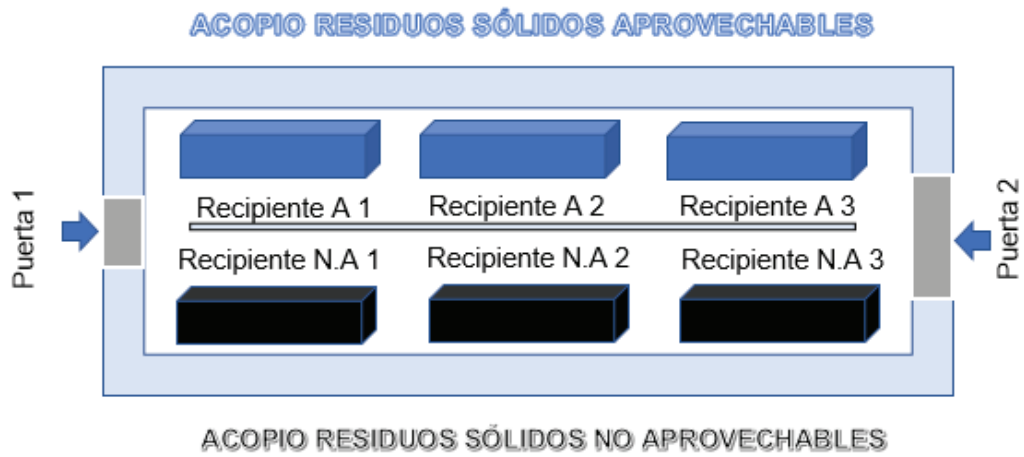 ACOPIO RESIDUOS SÓLIDOS APROVECHABLES
Puerta 1
Recipiente A 1
Recipiente A 2
Recipiente A 3
Puerta 2
Recipiente N.A 1
Recipiente N.A 2
Recipiente N.A 3
ACOPIO RESIDUOS SÓLIDOS NO APROVECHABLES